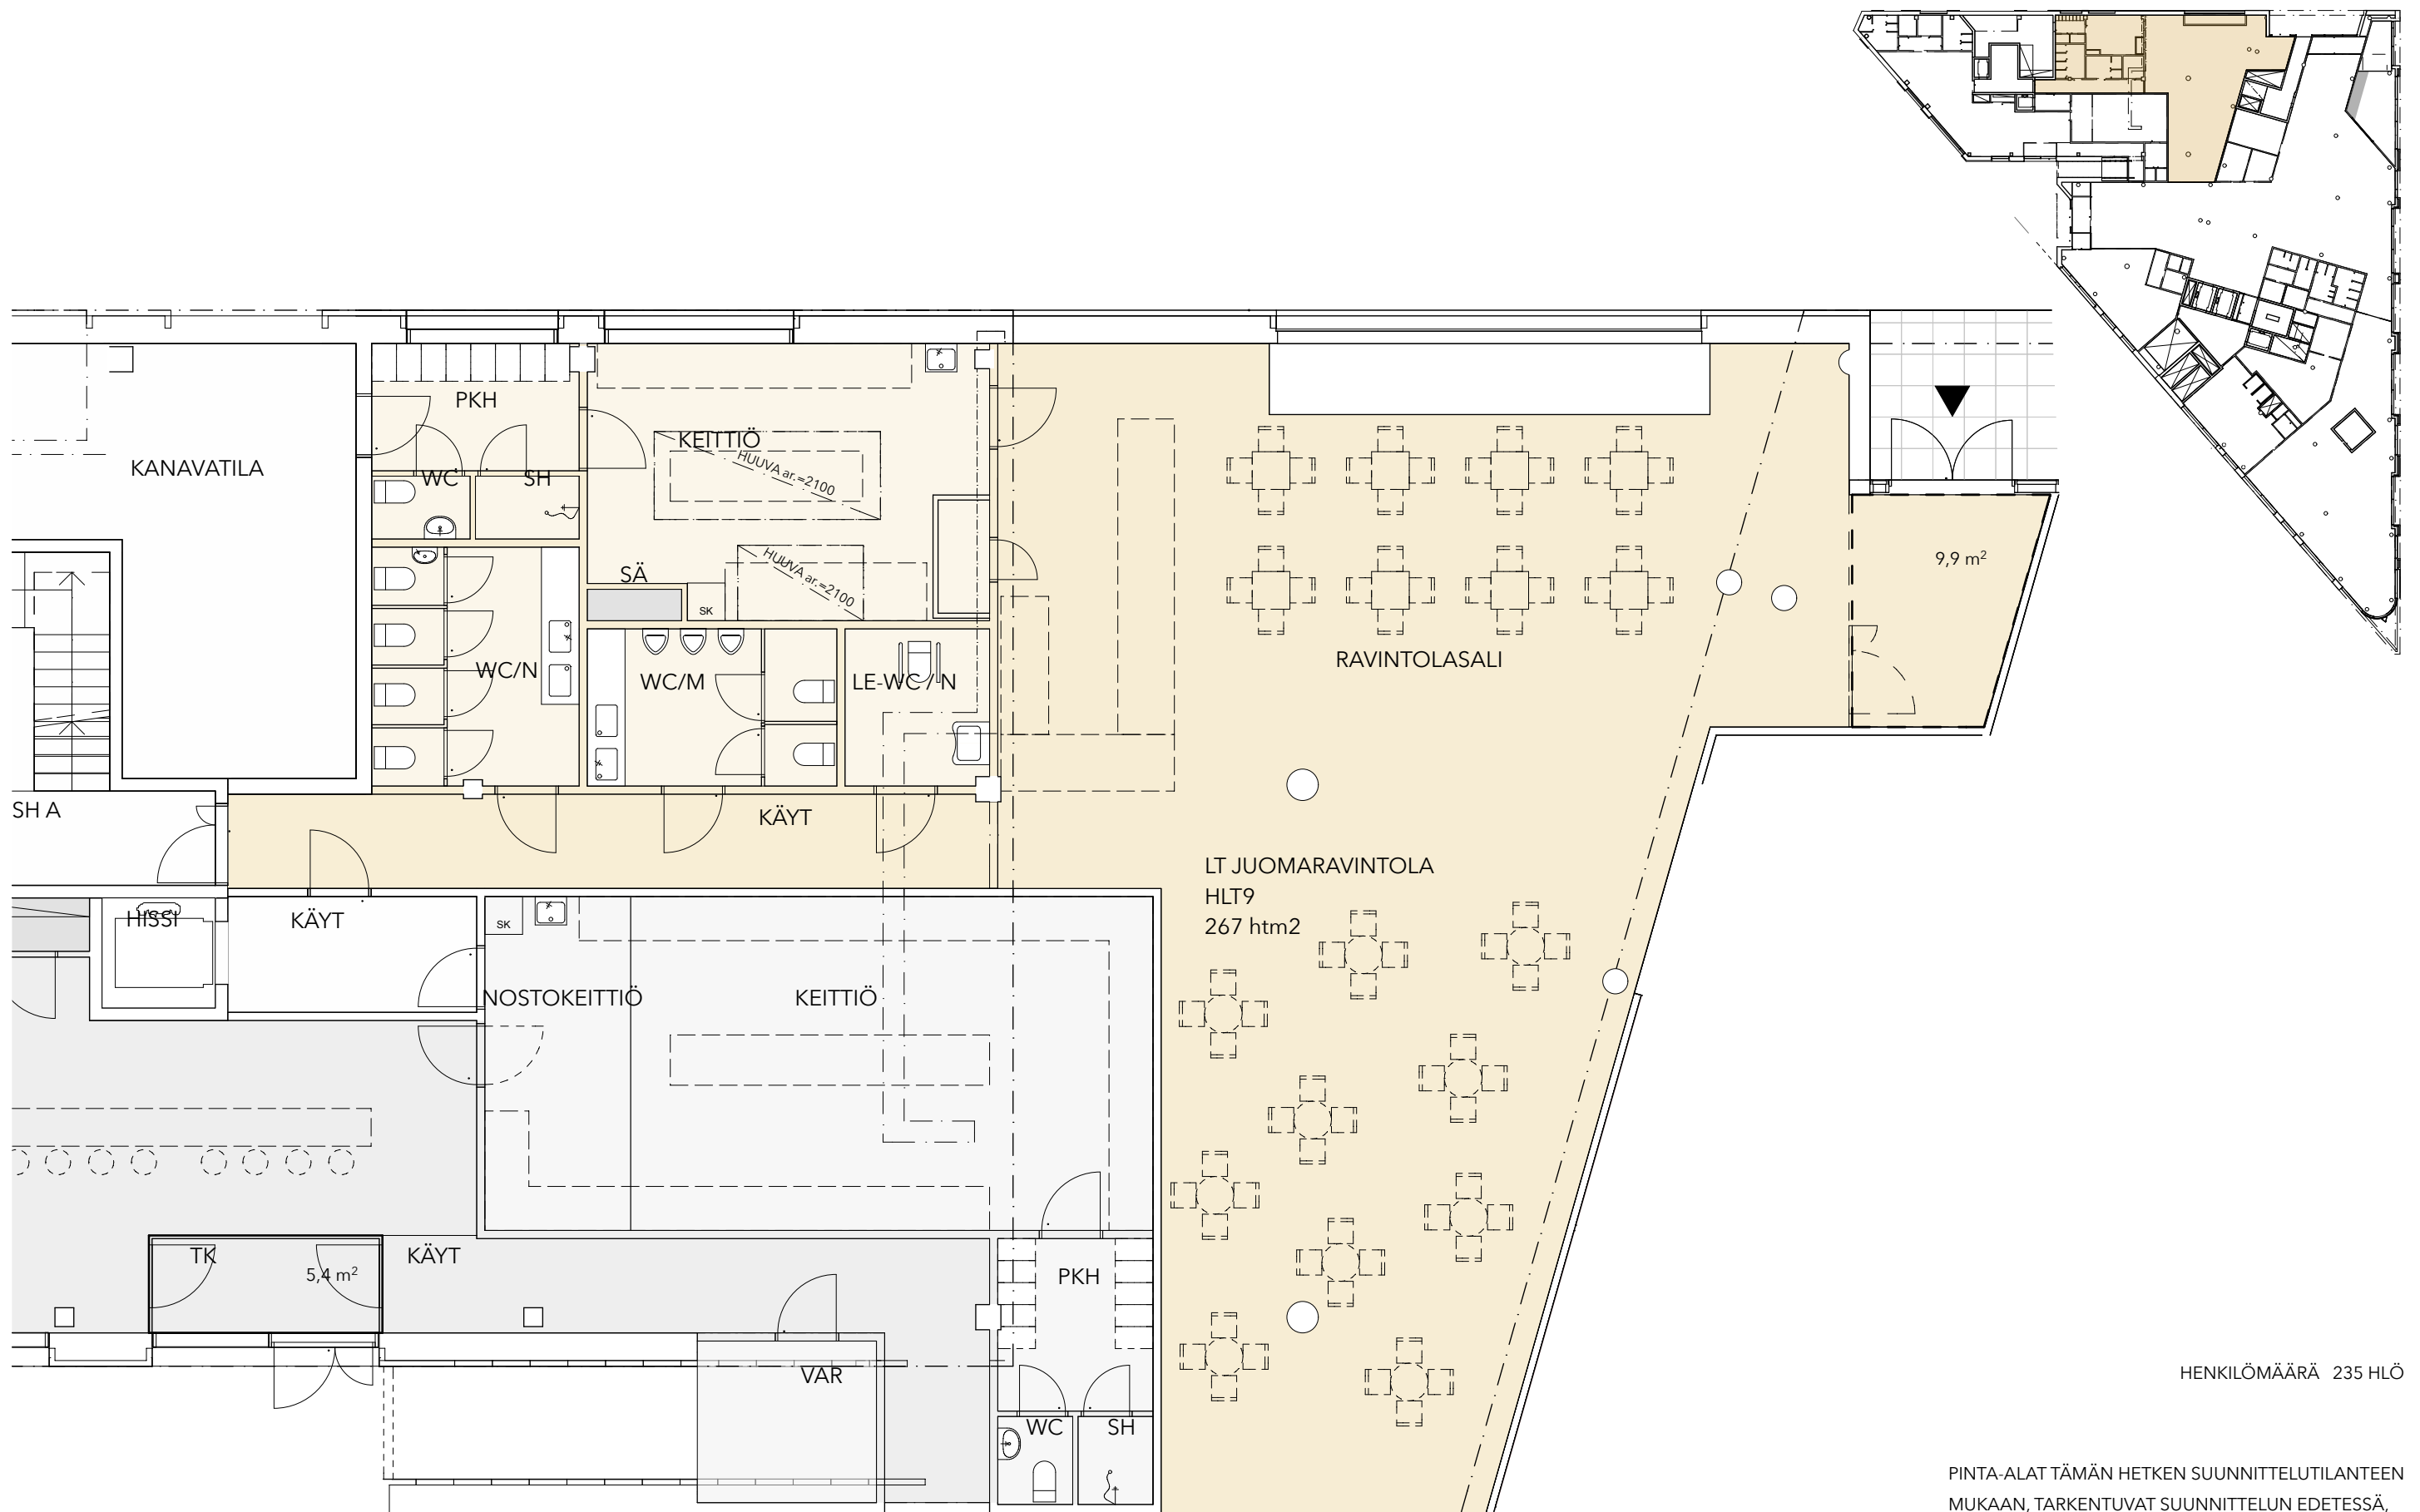 PKH
KEITTIÖ
HUUVA ar.=2100
KANAVATILA
WC
SH
9,9 m²
HUUVA ar.=2100
SÄ
SK
RAVINTOLASALI
WC/N
WC/M
LE-WC / N
SH A
KÄYT
LT JUOMARAVINTOLA
HLT9
267 htm2
HISSI
KÄYT
SK
NOSTOKEITTIÖ
KEITTIÖ
TK
5,4 m²
KÄYT
PKH
VAR
WC
SH
HENKILÖMÄÄRÄ 235 HLÖ
PINTA-ALAT TÄMÄN HETKEN SUUNNITTELUTILANTEEN
MUKAAN, TARKENTUVAT SUUNNITTELUN EDETESSÄ,